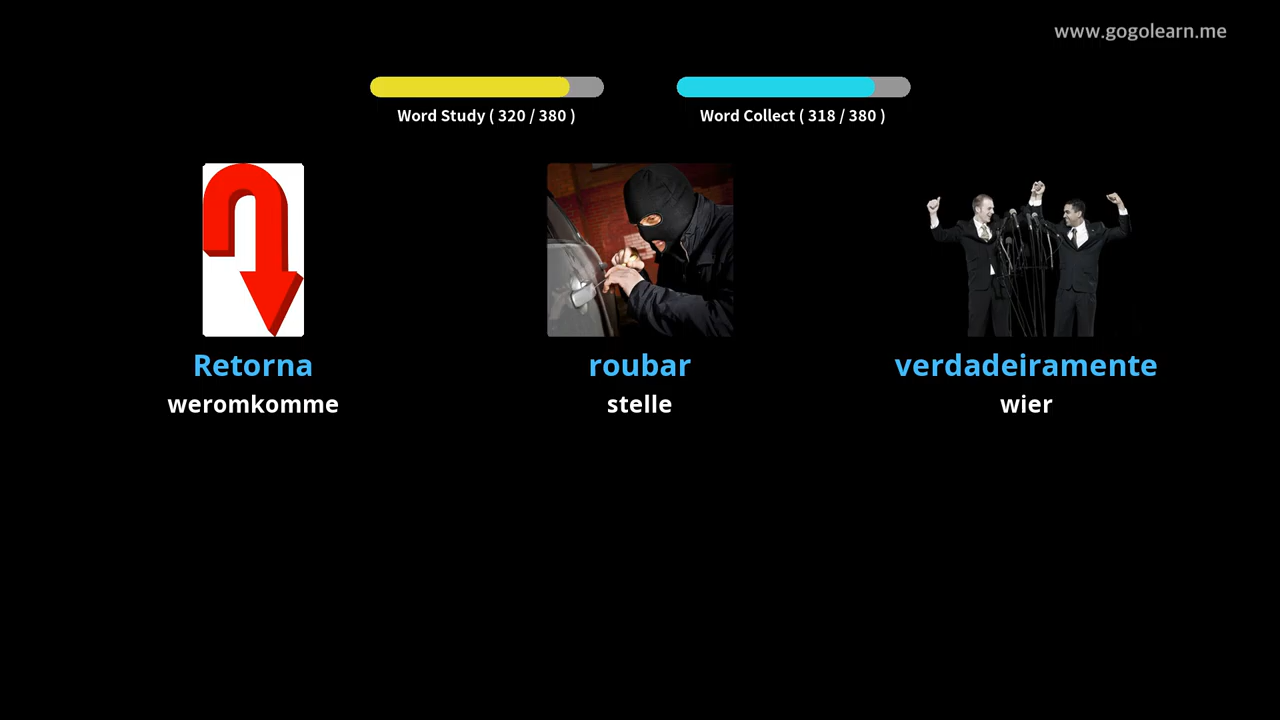 www.gogolearn.me
Word Study ( 320 / 380 )
Word Collect ( 318 / 380 )
Retorna
roubar
verdadeiramente
weromkomme
stelle
wier